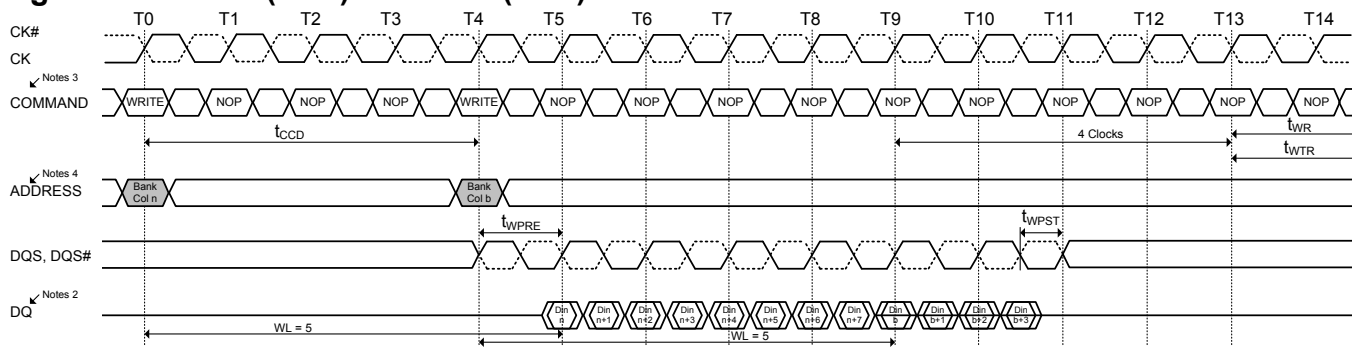 T0 T1 T2 T3 T4 T5 T6 T7 T8 T9 T10 T11 T12 T13 T14
CK#
CK
Notes 3
COMMAND WRITE NOP NOP NOP WRITE NOP NOP NOP NOP NOP NOP NOP NOP NOP NOP
tCCD 4 Clocks tWR
tWTR
Notes 4
ADDRESS Bank Col n Bank Col b
tWPRE tWPST
DQS, DQS#
Notes 2
DQ Din n Din n+1 Din n+2 Din n+3 Din n+4 Din n+5 Din n+6 Din n+7 Din b Din b+1 Din b+2 Din b+3
WL = 5 WL = 5